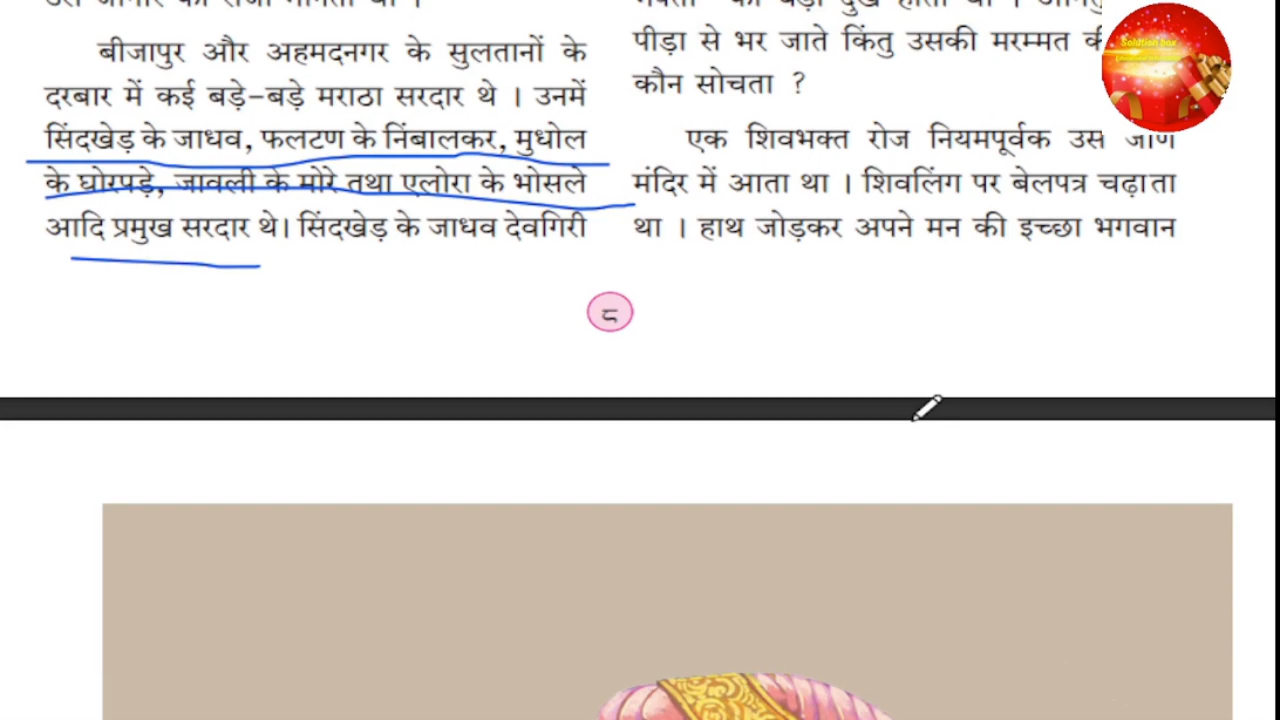 बीजापुर और अहमदनगर के सुलतानों के
दरबार में कई बड़े-बड़े मराठा सरदार थे । उनमें
सिंदखेड़ के जाधव, फलटण के निंबालकर, मुधोल
के घोरपड़े, जावली के मोरे तथा एलोरा के भोसले
आदि प्रमुख सरदार थे। सिंदखेड़ के जाधव देवगिरी
पीड़ा से भर जाते किंतु उसकी मरम्मत
कौन सोचता ?
एक शिवभक्त रोज नियमपूर्वक उस
मंदिर में आता था । शिवलिंग पर बेलपत्र चढ़ाता
था । हाथ जोड़कर अपने मन की इच्छा भगवान
८
Solution box